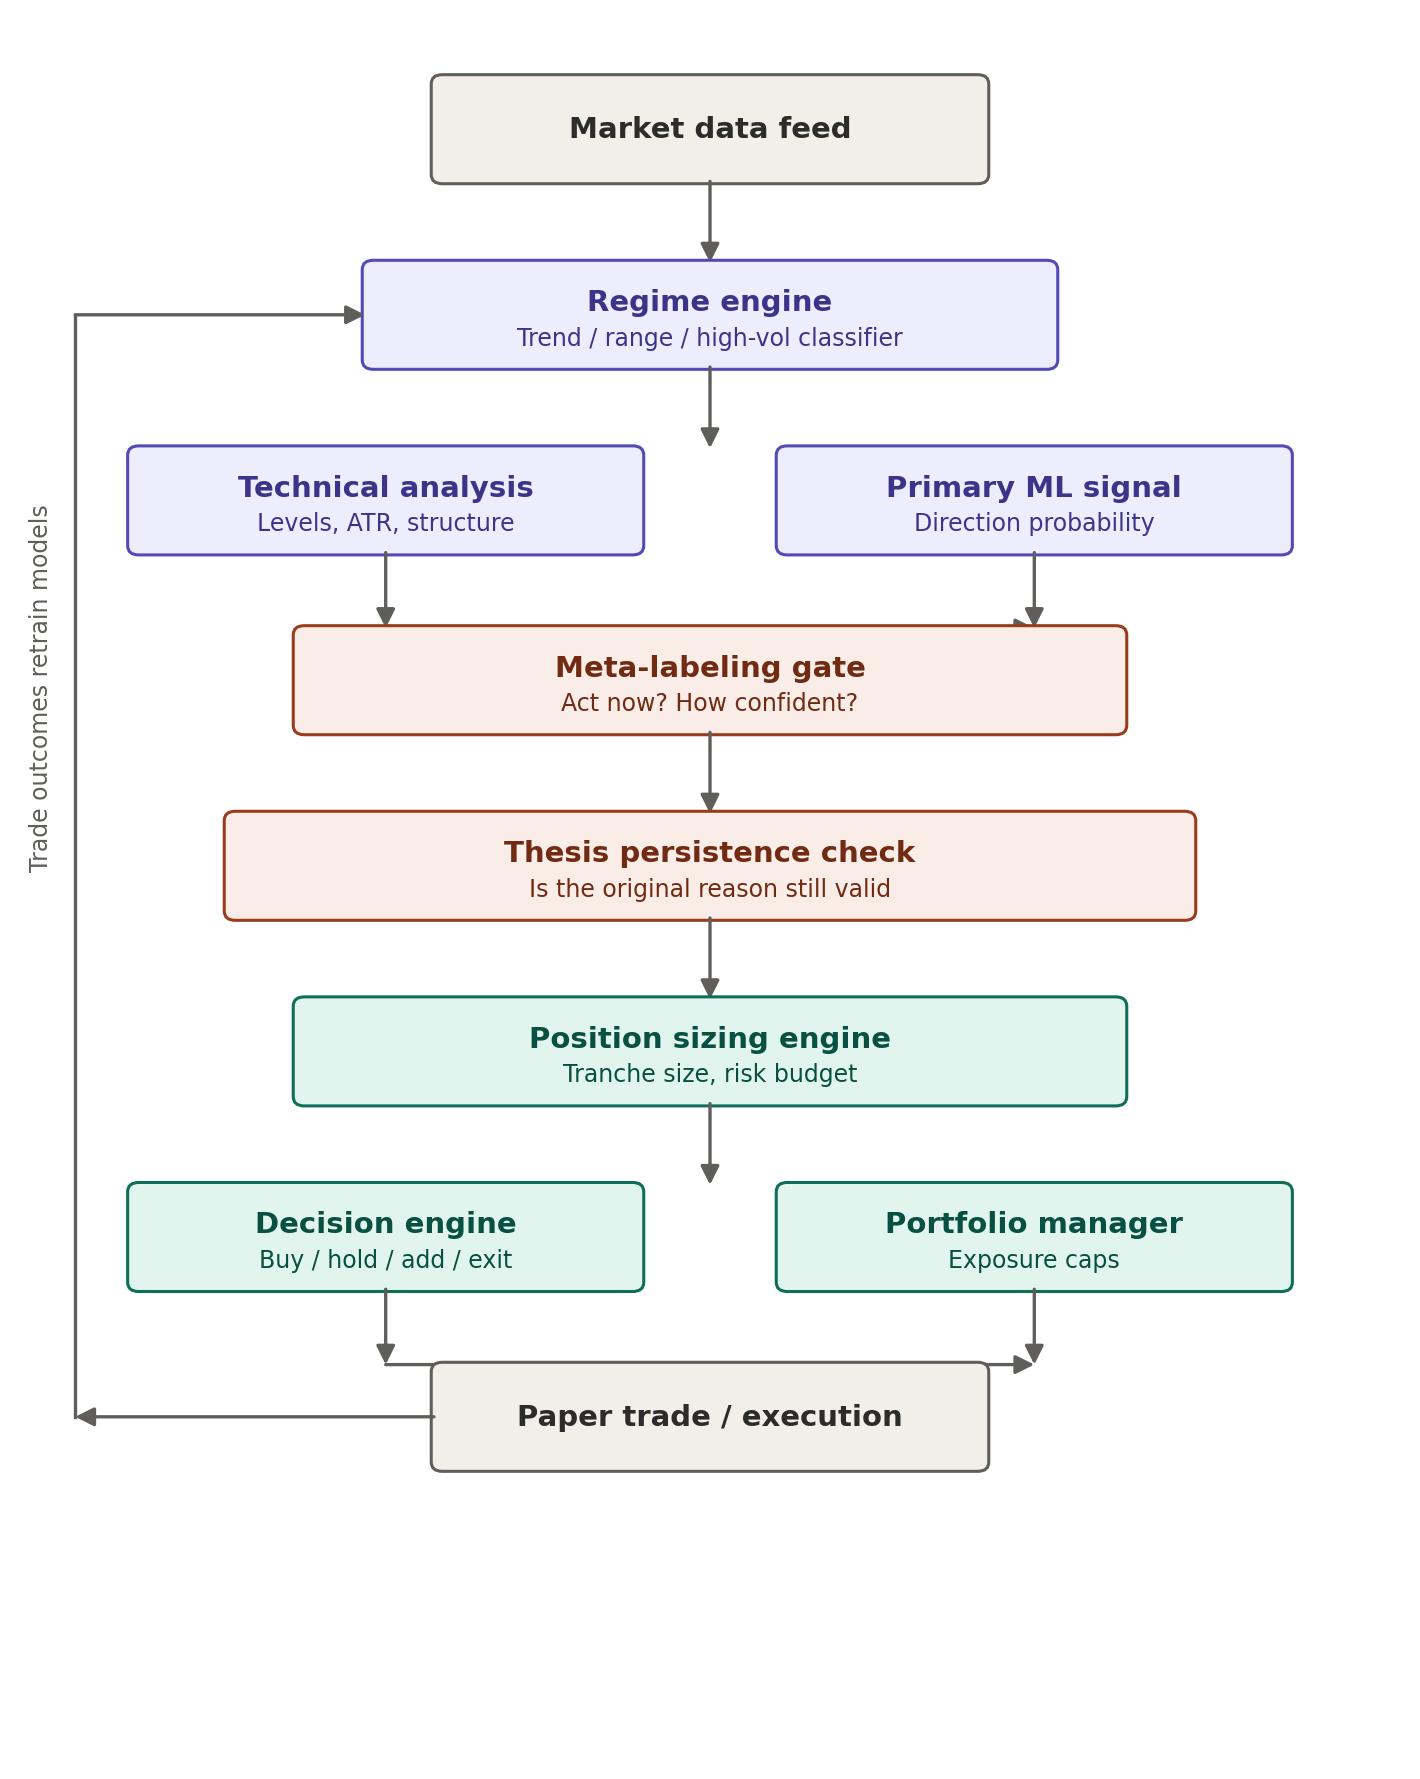 Market data feed
Regime engine
Trend / range / high-vol classifier
Technical analysis
Levels, ATR, structure
Primary ML signal
Direction probability
Trade outcomes retrain models
Meta-labeling gate
Act now? How confident?
Thesis persistence check
Is the original reason still valid
Position sizing engine
Tranche size, risk budget
Decision engine
Buy / hold / add / exit
Portfolio manager
Exposure caps
Paper trade / execution